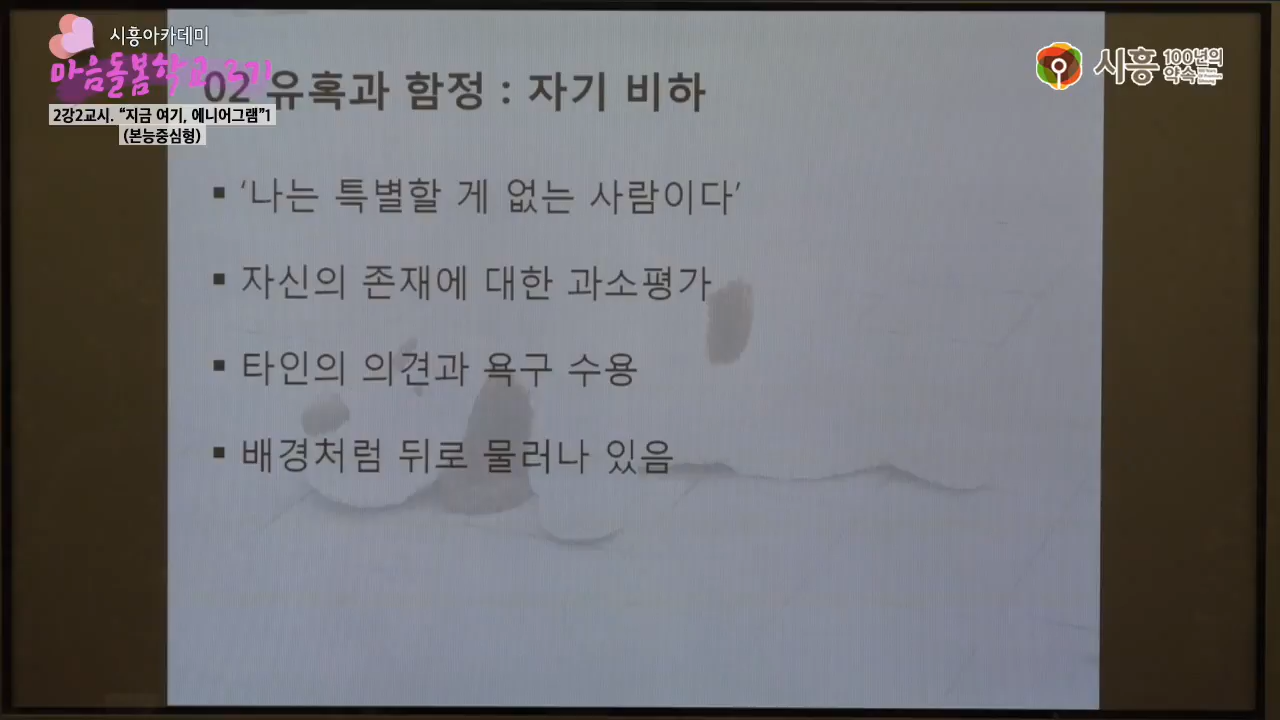 시흥아카데미
마음돌봄학교 2기
2강2교시. “지금 여기, 에니어그램”1
(본능중심형)
시흥 100년의
약속
02 유혹과 함정 : 자기 비하
▪ ‘나는 특별할 게 없는 사람이다’
▪ 자신의 존재에 대한 과소평가
▪ 타인의 의견과 욕구 수용
▪ 배경처럼 뒤로 물러나 있음